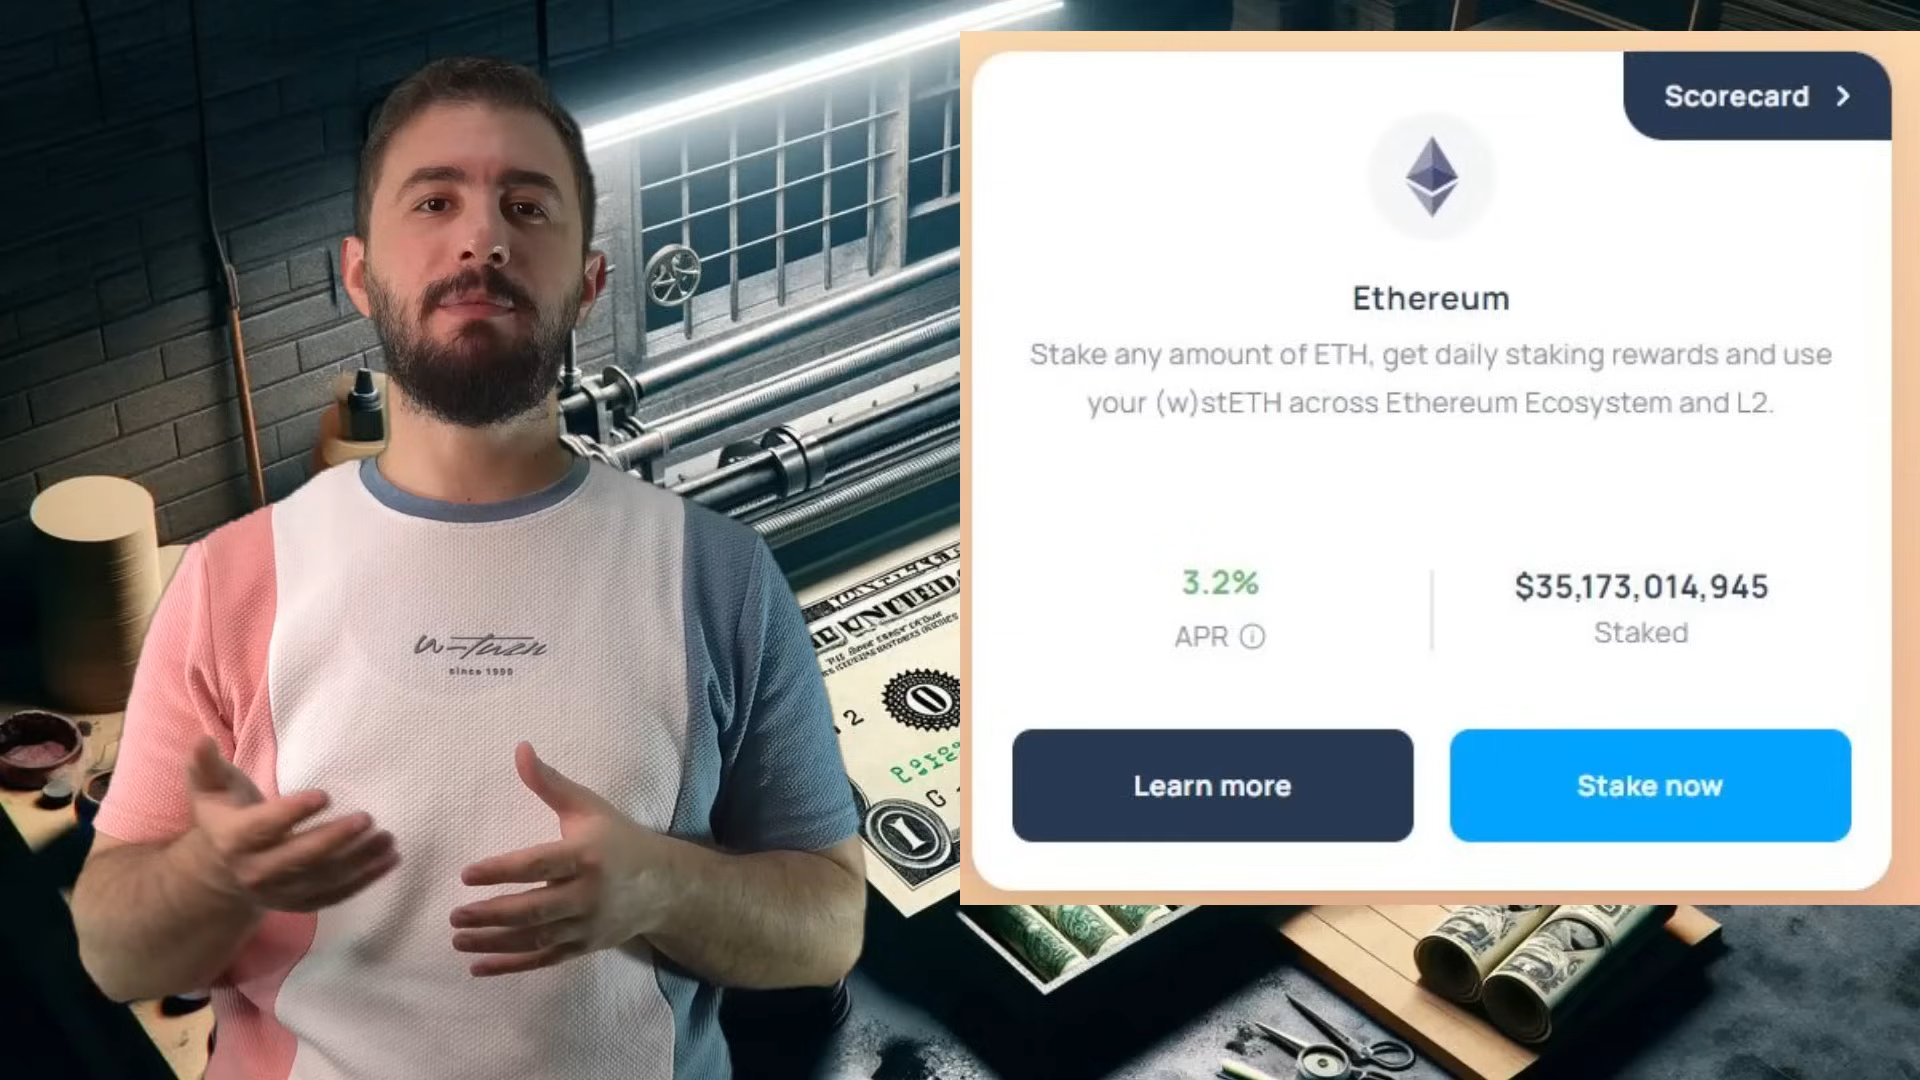 Scorecard
Ethereum
Stake any amount of ETH, get daily staking rewards and use
your (w)stETH across Ethereum Ecosystem and L2.
3.2%
APR
$35,173,014,945
Staked
Learn more
Stake now
since 1990